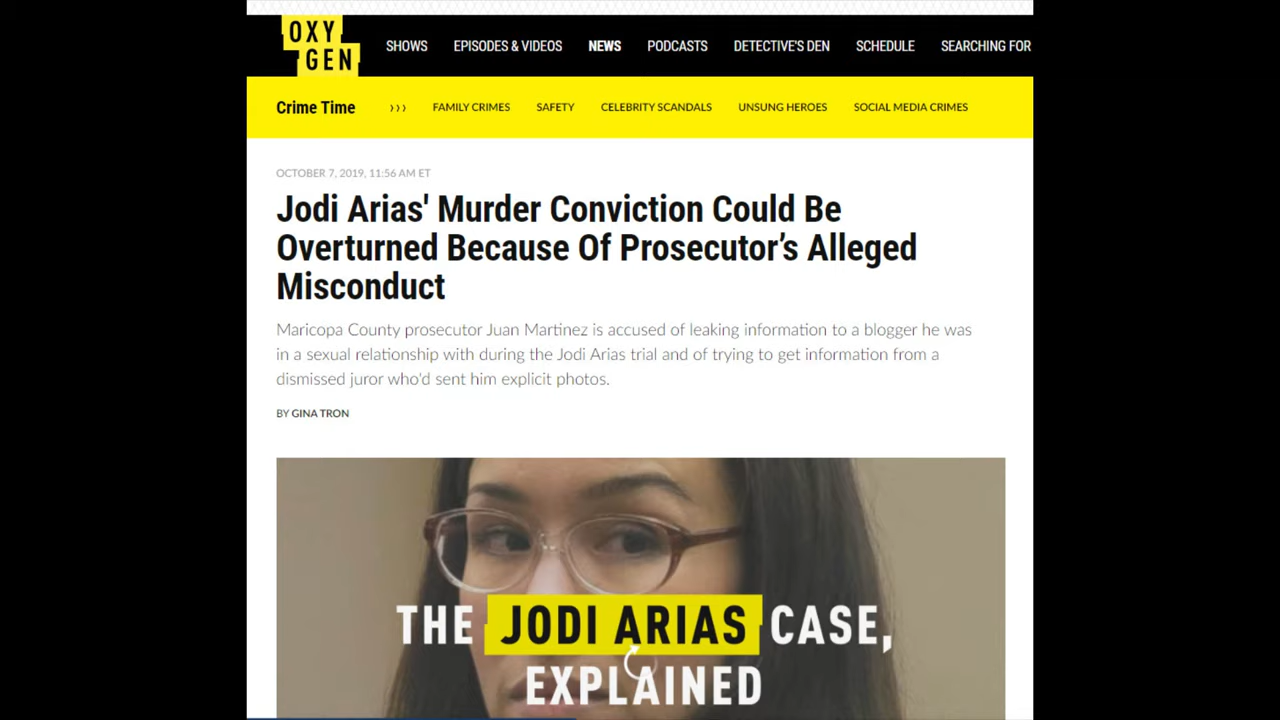 OXY
GEN
SHOWS EPISODES & VIDEOS NEWS PODCASTS DETECTIVE'S DEN SCHEDULE SEARCHING FOR
Crime Time ››› FAMILY CRIMES SAFETY CELEBRITY SCANDALS UNSUNG HEROES SOCIAL MEDIA CRIMES
OCTOBER 7, 2019, 11:56 AM ET
Jodi Arias' Murder Conviction Could Be
Overturned Because Of Prosecutor’s Alleged
Misconduct
Maricopa County prosecutor Juan Martinez is accused of leaking information to a blogger he was
in a sexual relationship with during the Jodi Arias trial and of trying to get information from a
dismissed juror who'd sent him explicit photos.
BY GINA TRON
THE JODI ARIAS CASE,
EXPLAINED